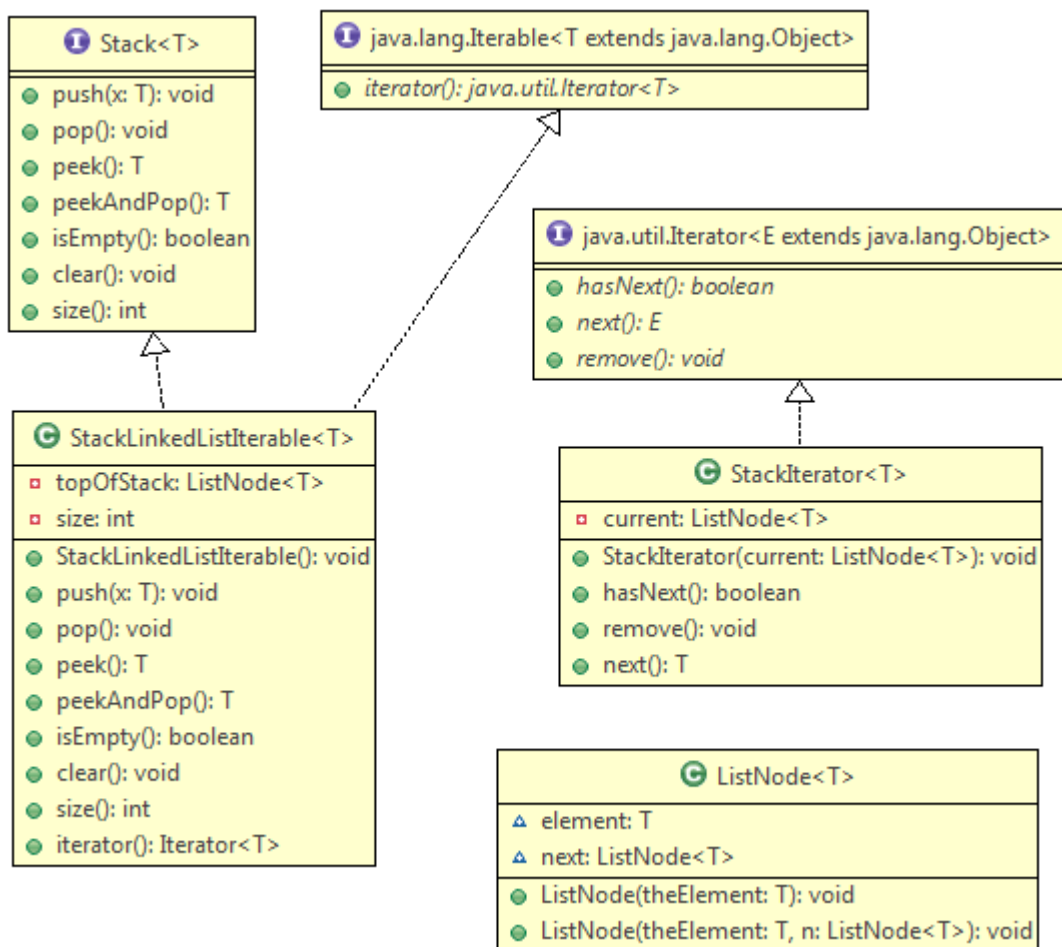 Stack<T>
push(x: T): void
pop(): void
peek(): T
peekAndPop(): T
isEmpty(): boolean
clear(): void
size(): int
java.lang.Iterable<T extends java.lang.Object>
iterator(): java.util.Iterator<T>
java.util.Iterator<E extends java.lang.Object>
hasNext(): boolean
next(): E
remove(): void
StackLinkedListIterable<T>
topOfStack: ListNode<T>
size: int
StackLinkedListIterable(): void
push(x: T): void
pop(): void
peek(): T
peekAndPop(): T
isEmpty(): boolean
clear(): void
size(): int
iterator(): Iterator<T>
StackIterator<T>
current: ListNode<T>
StackIterator(current: ListNode<T>): void
hasNext(): boolean
remove(): void
next(): T
ListNode<T>
element: T
next: ListNode<T>
ListNode(theElement: T): void
ListNode(theElement: T, n: ListNode<T>): void